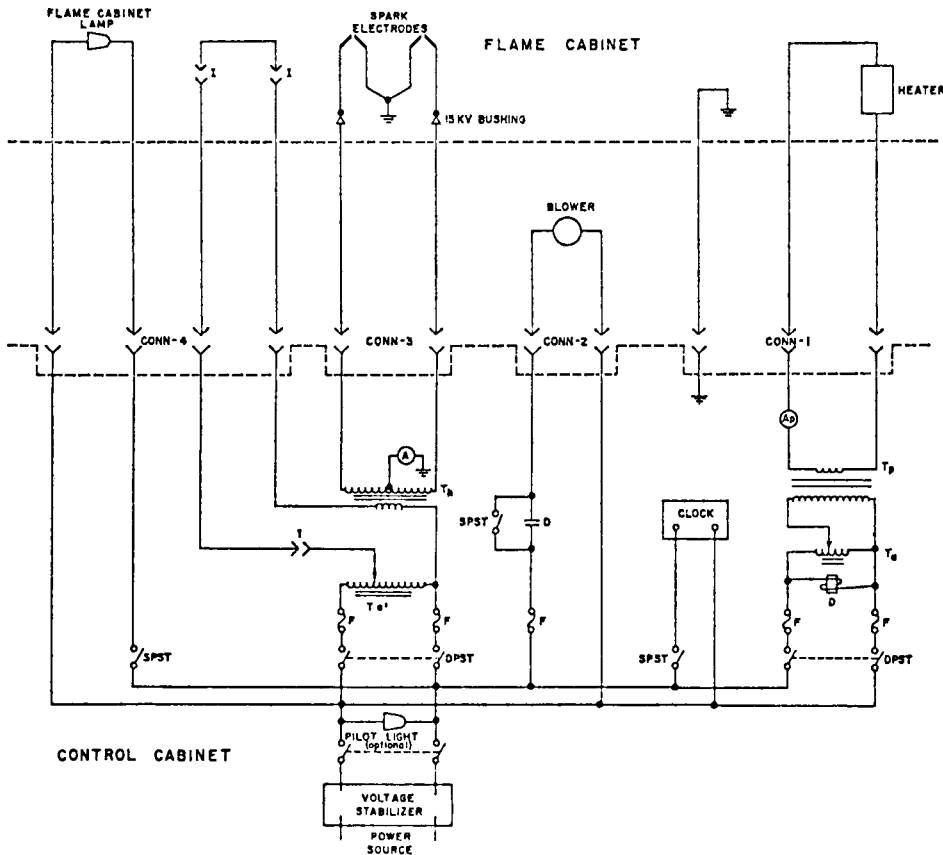 FLAME CABINET
LAMP
SPARK
ELECTRODES
FLAME CABINET
I
I
HEATER
15 KV BUSHING
BLOWER
CONN-4
CONN-3
CONN-2
CONN-1
Ap
A
Tp
Th
SPST
D
CLOCK
T
Ta
Ta'
D
F
F
F
F
F
SPST
DPST
SPST
DPST
PILOT LIGHT
(optional)
CONTROL CABINET
VOLTAGE
STABILIZER
POWER
SOURCE